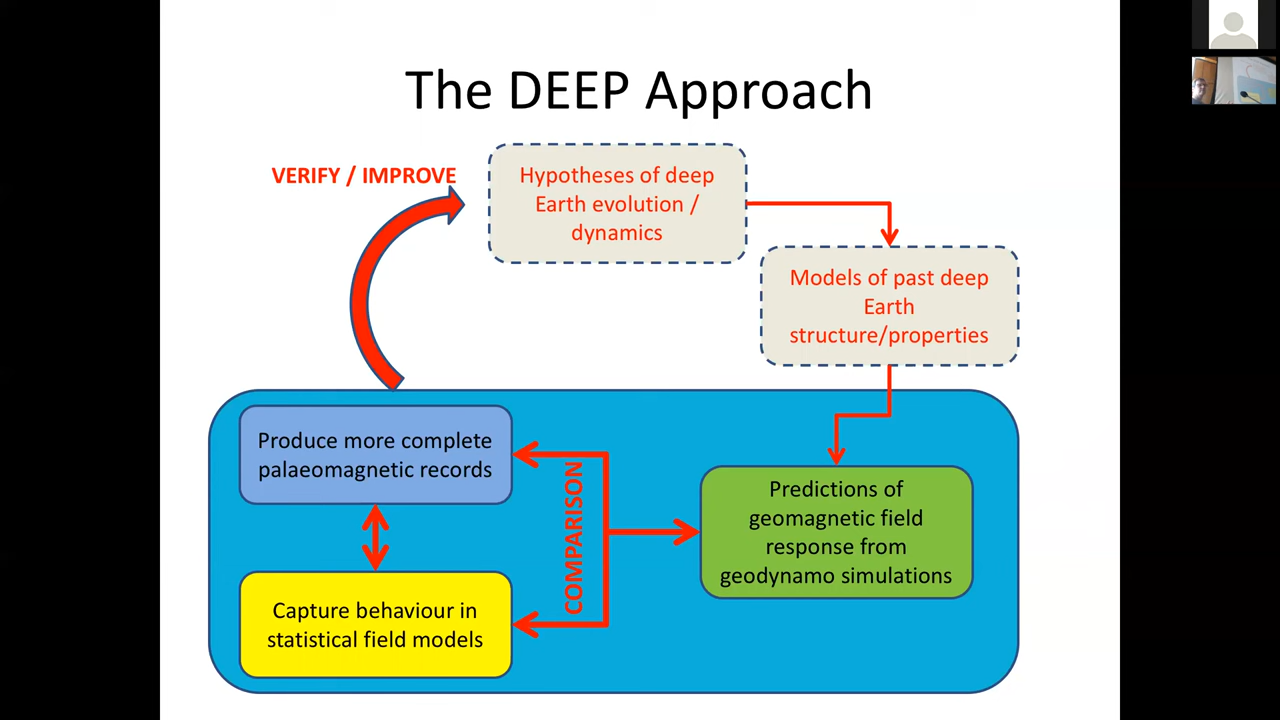 The DEEP Approach
VERIFY / IMPROVE
Hypotheses of deep
Earth evolution /
dynamics
Models of past deep
Earth
structure/properties
Produce more complete
palaeomagnetic records
COMPARISON
Predictions of
geomagnetic field
response from
geodynamo simulations
Capture behaviour in
statistical field models